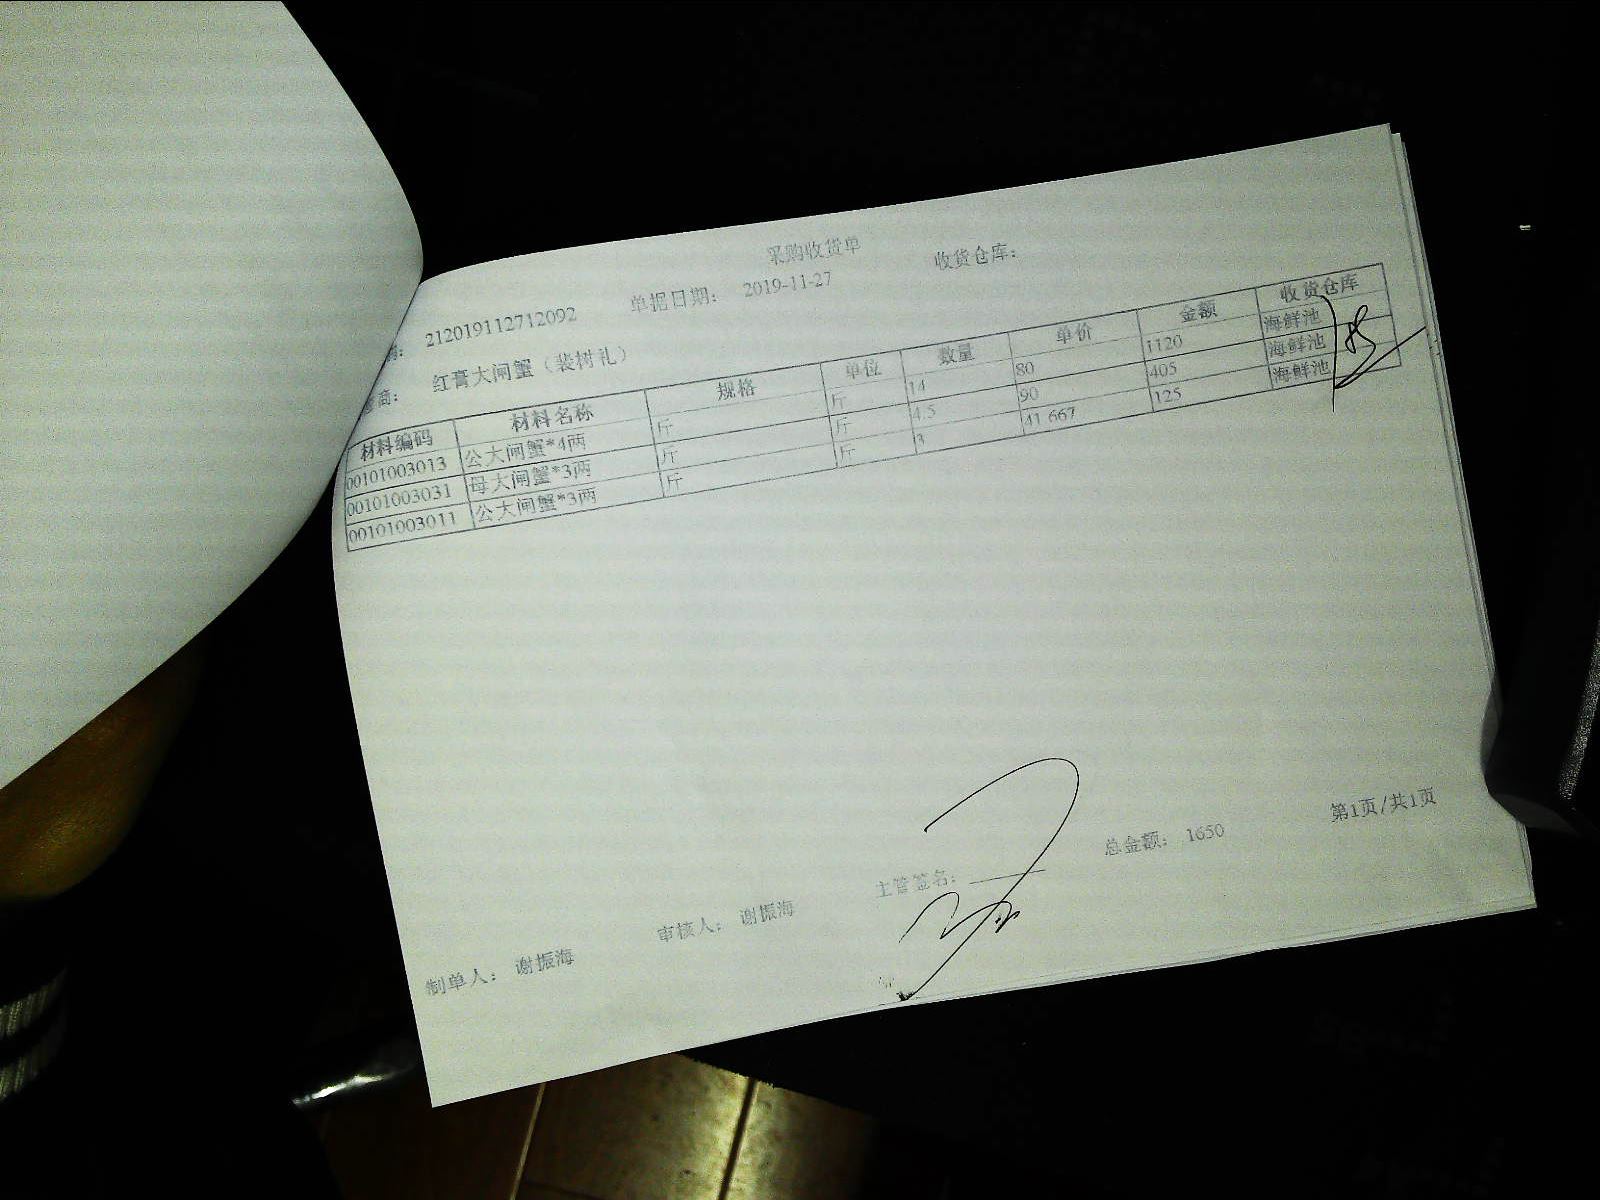 采购收货单
212019112712092 单据日期： 2019-11-27 收货仓库：
商： 红膏大闸蟹（裴树礼）
材料编码 材料名称 规格 单位 数量 单价 金额 收货仓库
00101003013 公大闸蟹*4两 斤 斤 14 80 1120 海鲜池
00101003031 母大闸蟹*3两 斤 斤 4.5 90 405 海鲜池
00101003011 公大闸蟹*3两 斤 斤 3 41.667 125 海鲜池
制单人： 谢振海 审核人： 谢振海 主管签名： 总金额： 1650 第1页/共1页